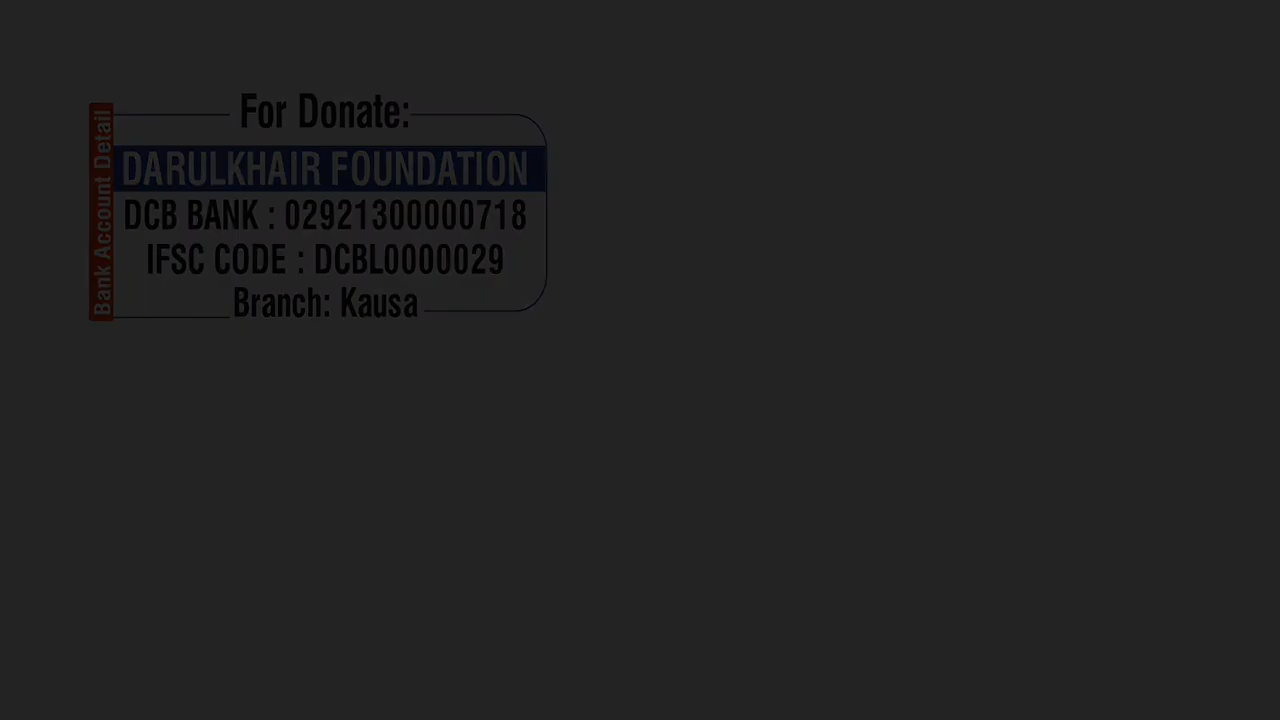 For Donate:
Bank Account Detail
DARULKHAIR FOUNDATION
DCB BANK : 02921300000718
IFSC CODE : DCBL0000029
Branch: Kausa